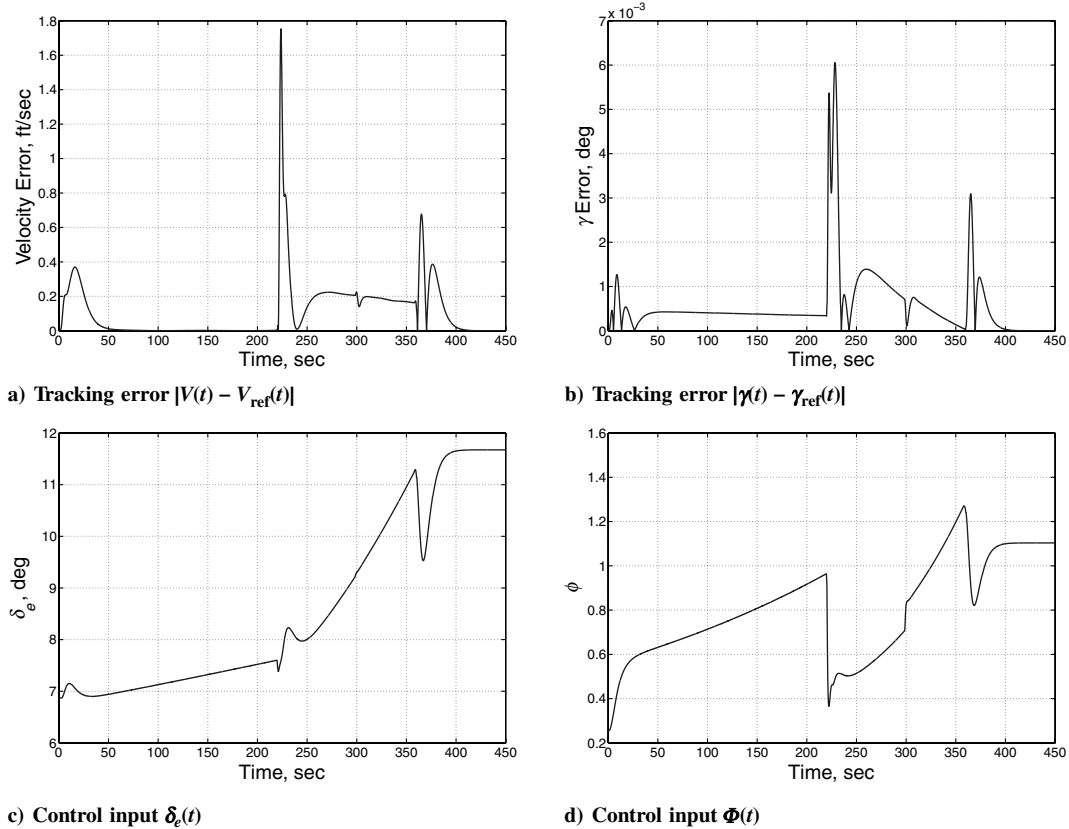 1.8
1.6
1.4
1.2
1
0.8
0.6
0.4
0.2
0
Velocity Error, ft/sec
0 50 100 150 200 250 300 350 400 450
Time, sec
a) Tracking error |V(t) – V_ref(t)|
7 x 10^−3
6
5
4
3
2
1
0
γ Error, deg
0 50 100 150 200 250 300 350 400 450
Time, sec
b) Tracking error |γ(t) – γ_ref(t)|
12
11
10
9
8
7
6
δ_e, deg
0 50 100 150 200 250 300 350 400 450
Time, sec
c) Control input δ_e(t)
1.6
1.4
1.2
1
0.8
0.6
0.4
0.2
ϕ
0 50 100 150 200 250 300 350 400 450
Time, sec
d) Control input Φ(t)